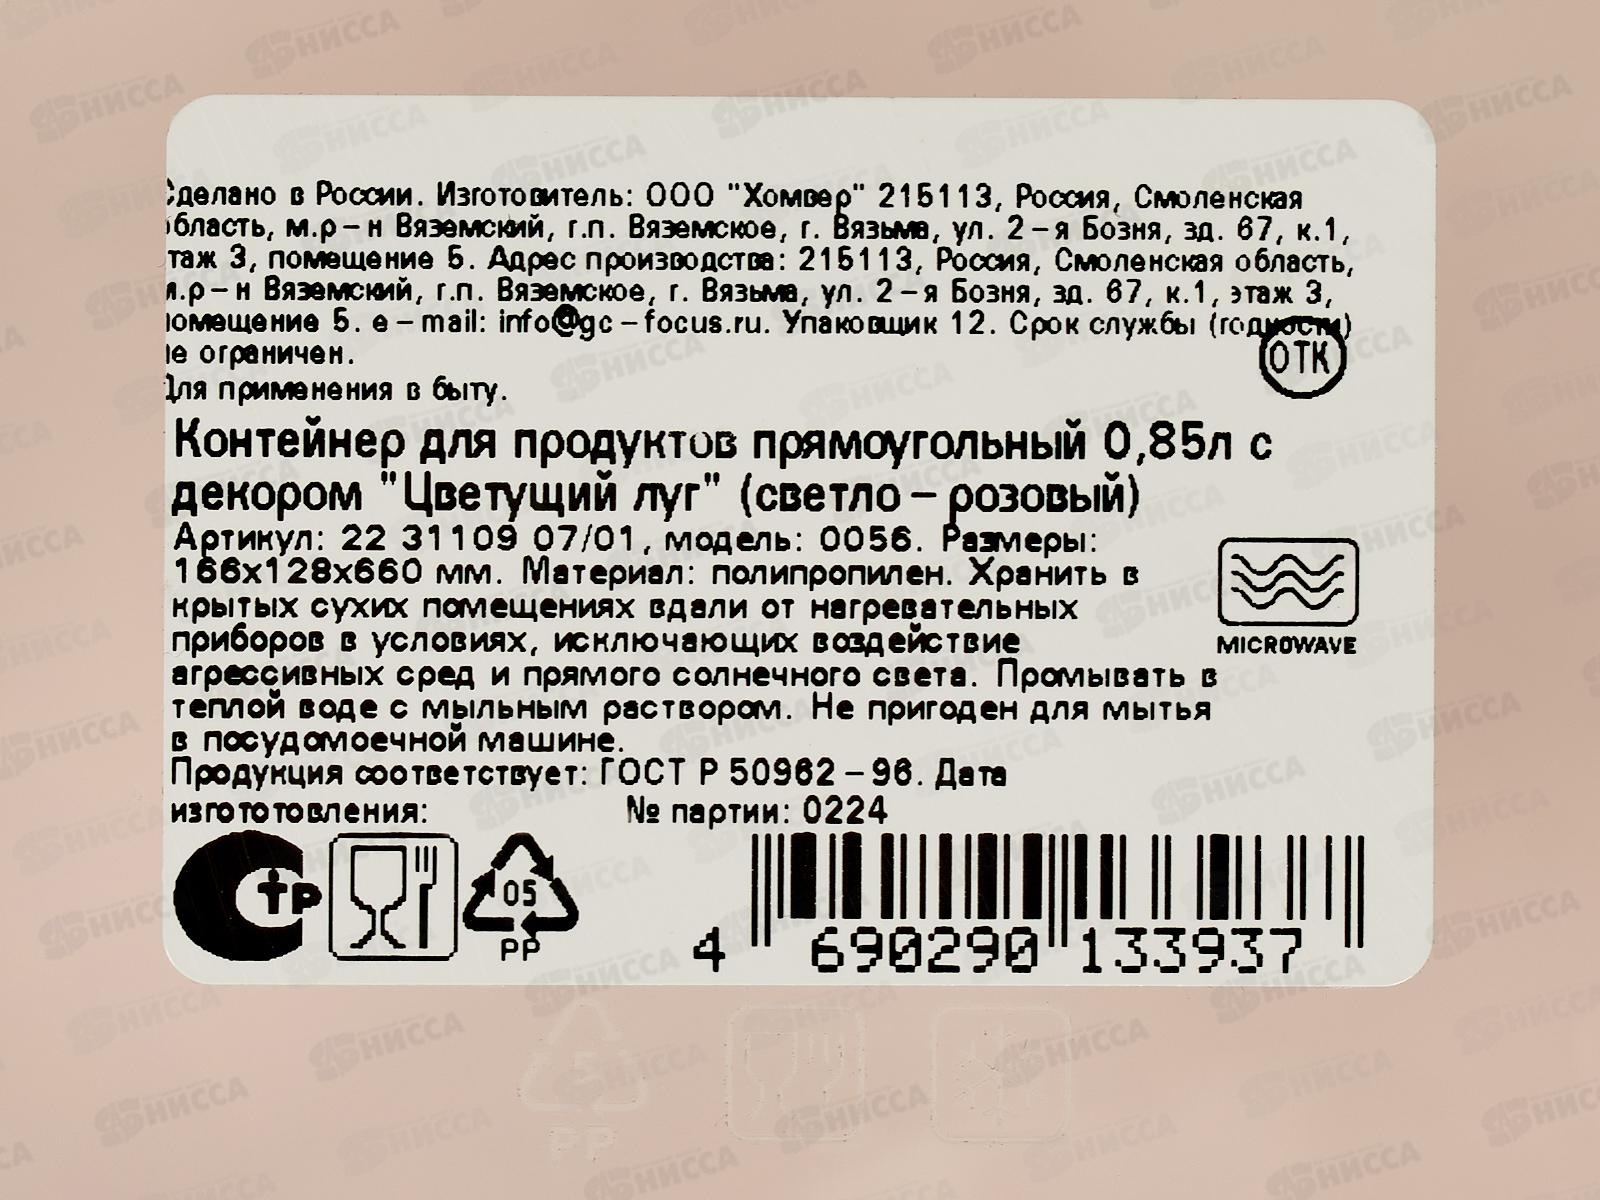 Сделано в России. Изготовитель: ООО "Хомвер" 215113, Россия, Смоленская
область, м.р-н Вяземский, г.п. Вяземское, г. Вязьма, ул. 2-я Бозня, зд. 67, к.1,
этаж 3, помещение 5. Адрес производства: 215113, Россия, Смоленская область,
м.р-н Вяземский, г.п. Вяземское, г. Вязьма, ул. 2-я Бозня, зд. 67, к.1, этаж 3,
помещение 5. e-mail: info@gc-focus.ru. Упаковщик 12. Срок службы (годности)
не ограничен.
ОТК
Для применения в быту.
Контейнер для продуктов прямоугольный 0,85л с
декором "Цветущий луг" (светло-розовый)
Артикул: 22 31109 07/01, модель: 0056. Размеры:
166x128x660 мм. Материал: полипропилен. Хранить в
крытых сухих помещениях вдали от нагревательных
приборов в условиях, исключающих воздействие
MICROWAVE
агрессивных сред и прямого солнечного света. Промывать в
теплой воде с мыльным раствором. Не пригоден для мытья
в посудомоечной машине.
Продукция соответствует: ГОСТ Р 50962-96. Дата
изготовления: № партии: 0224
СТР
05
PP
4 690290 133937
PP
НИССА